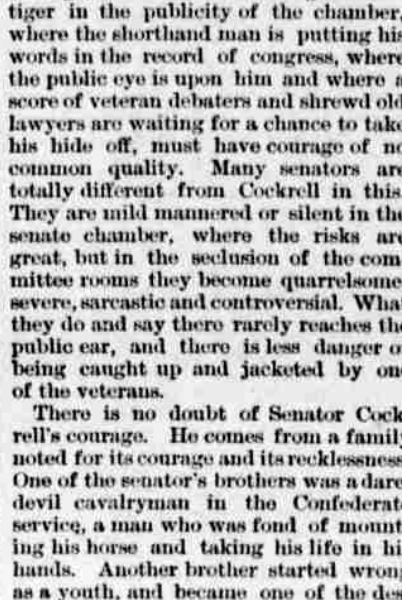 tiger in the publicity of the chamber,
where the shorthand man is putting his
words in the record of congress, where
the public eye is upon him and where a
score of veteran debaters and shrewd old
lawyers are waiting for a chance to take
his hide off, must have courage of no
common quality. Many senators are
totally different from Cockrell in this.
They are mild mannered or silent in the
senate chamber, where the risks are
great, but in the seclusion of the com
mittee rooms they become quarrelsome,
severe, sarcastic and controversial. What
they do and say there rarely reaches the
public ear, and there is less danger of
being caught up and jacketed by one
of the veterans.
There is no doubt of Senator Cock
rell's courage. He comes from a family
noted for its courage and its recklessness.
One of the senator's brothers was a dare
devil cavalryman in the Confederate
service, a man who was fond of mount
ing his horse and taking his life in his
hands. Another brother started wrong
as a youth, and became one of the des